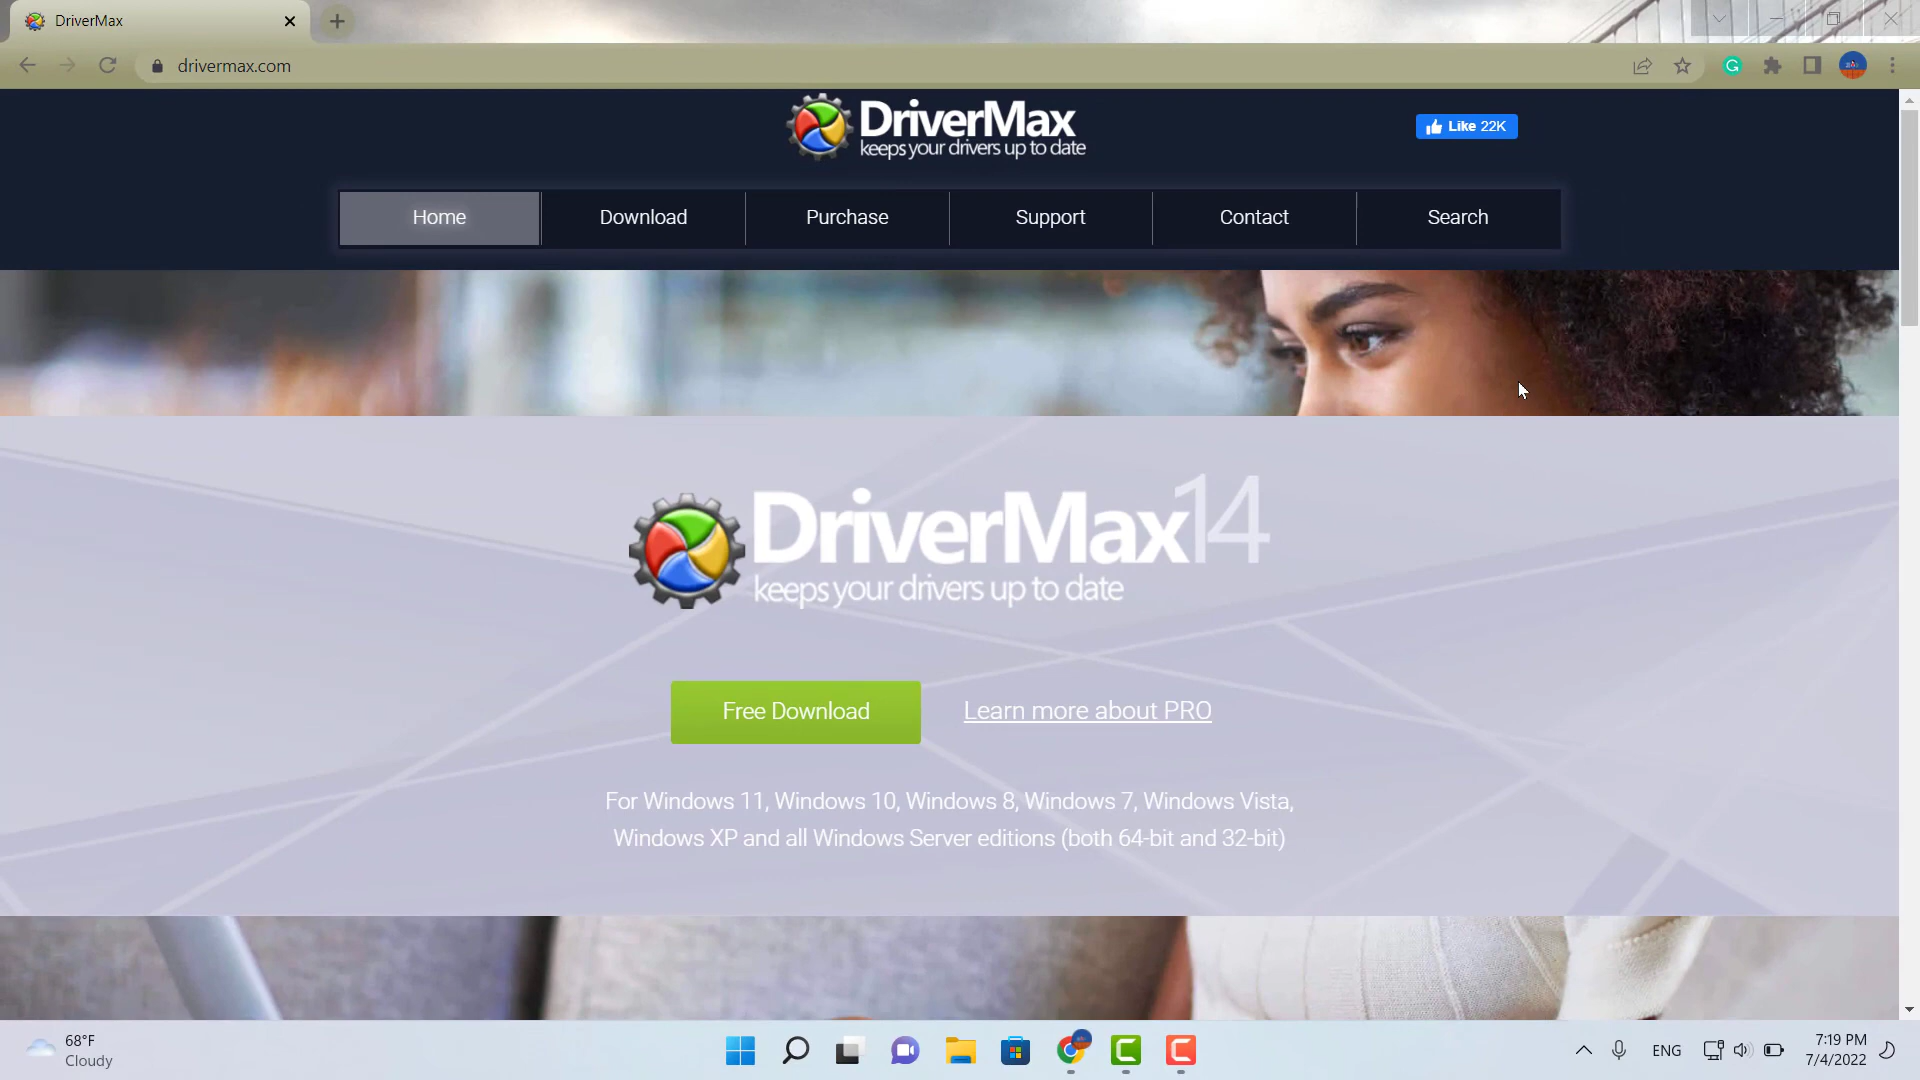 DriverMax
drivermax.com
DriverMax
keeps your drivers up to date
Like 22K
Home
Download
Purchase
Support
Contact
Search
DriverMax14
keeps your drivers up to date
Free Download
Learn more about PRO
For Windows 11, Windows 10, Windows 8, Windows 7, Windows Vista,
Windows XP and all Windows Server editions (both 64-bit and 32-bit)
68°F
Cloudy
ENG
7:19 PM
7/4/2022